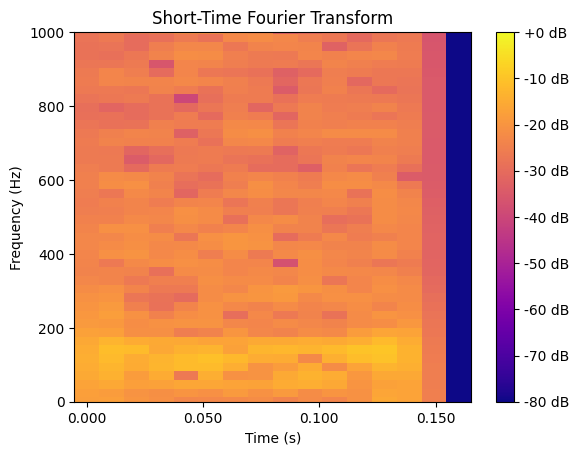 Short-Time Fourier Transform
1000
800
600
400
200
0
Frequency (Hz)
0.000
0.050
0.100
0.150
Time (s)
+0 dB
-10 dB
-20 dB
-30 dB
-40 dB
-50 dB
-60 dB
-70 dB
-80 dB